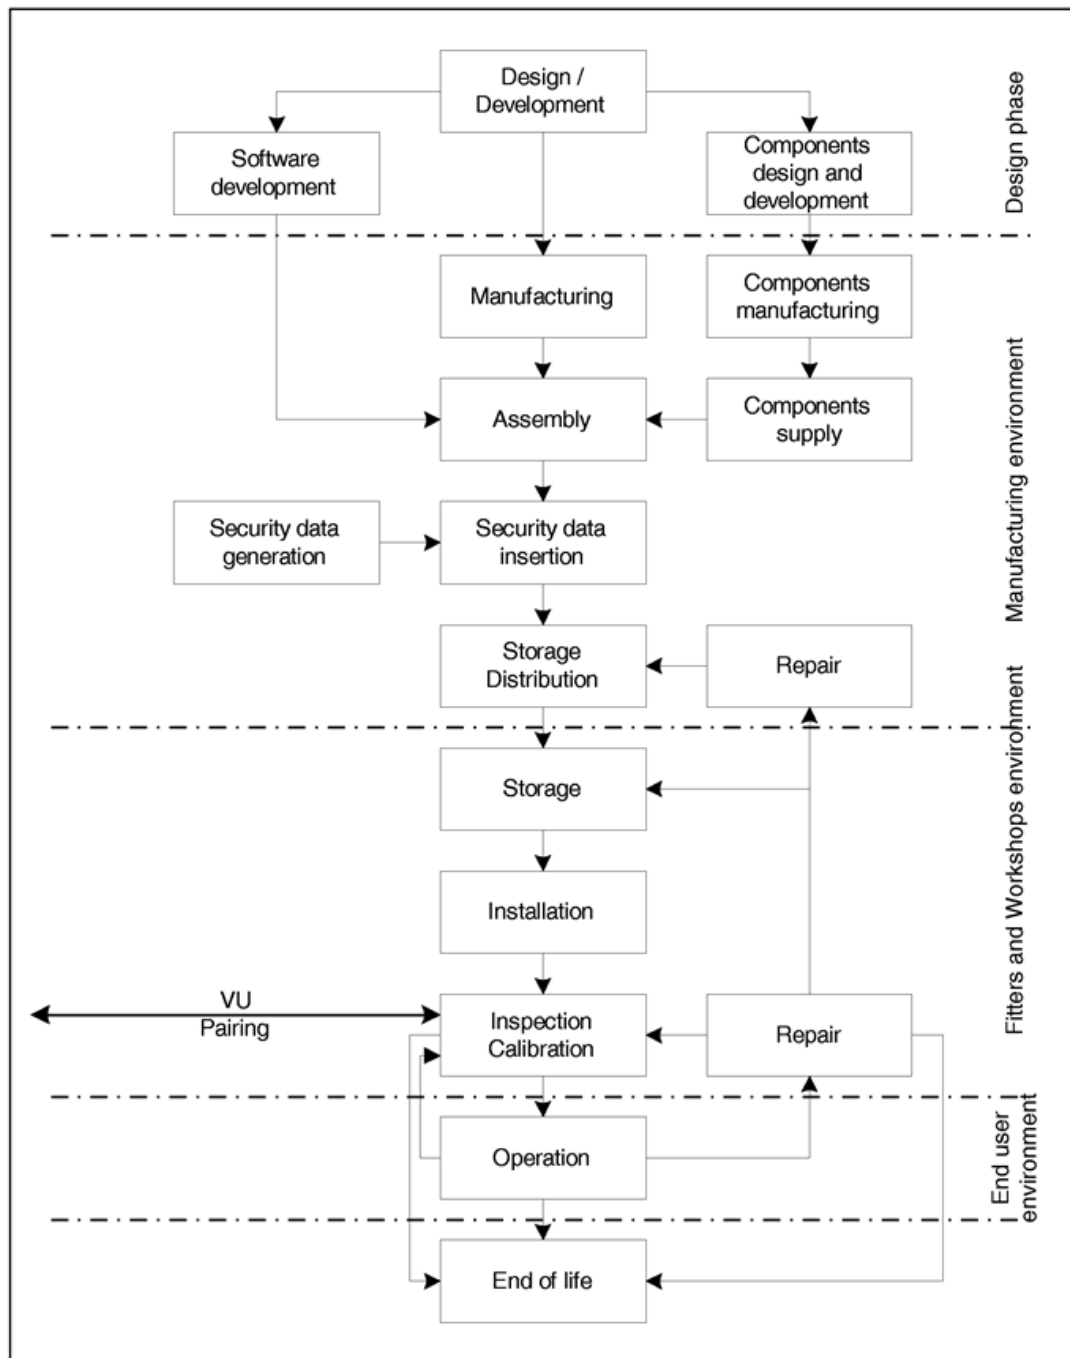 Design /
Development
Software
development
Components
design and
development
Design phase
Manufacturing
Components
manufacturing
Assembly
Components
supply
Manufacturing environment
Security data
generation
Security data
insertion
Storage
Distribution
Repair
Storage
Installation
Fitters and Workshops environment
VU
Pairing
Inspection
Calibration
Repair
Operation
End user
environment
End of life